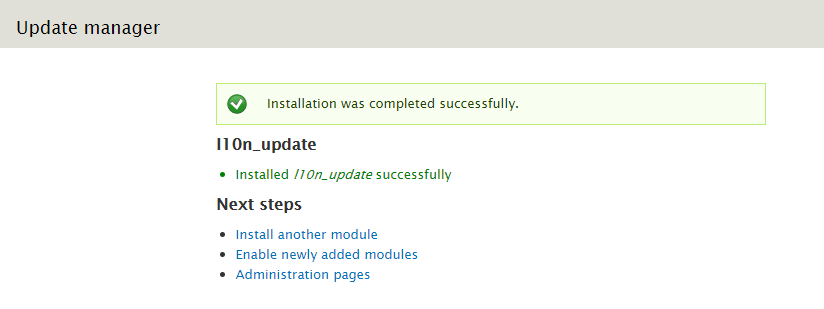 Update manager
Installation was completed successfully.
l10n_update
Installed l10n_update successfully
Next steps
Install another module
Enable newly added modules
Administration pages